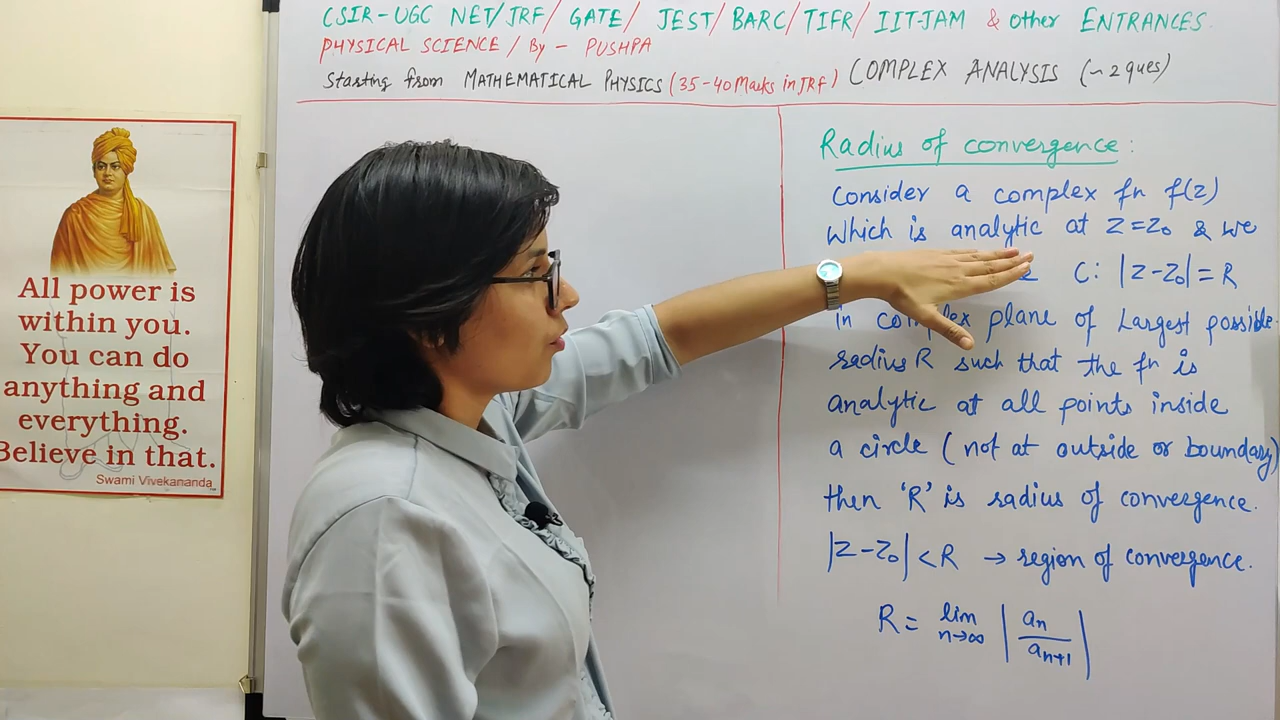 CSIR-UGC NET/JRF/ GATE/ JEST/ BARC/ TIFR/ IIT-JAM & other ENTRANCES.
PHYSICAL SCIENCE / By - PUSHPA
Starting from MATHEMATICAL PHYSICS (35-40 Marks in JRF) COMPLEX ANALYSIS (~2 ques)
All power is
within you.
You can do
anything and
everything.
Believe in that.
Swami Vivekananda
Radius of convergence:
Consider a complex fn f(z)
which is analytic at z=z₀ & we
C: |z-z₀| = R
in complex plane of Largest possible
radius R such that the fn is
analytic at all points inside
a circle (not at outside or boundary)
then 'R' is radius of convergence.
|z-z₀| < R → region of convergence.
R = lim n→∞ | aₙ / aₙ₊₁ |